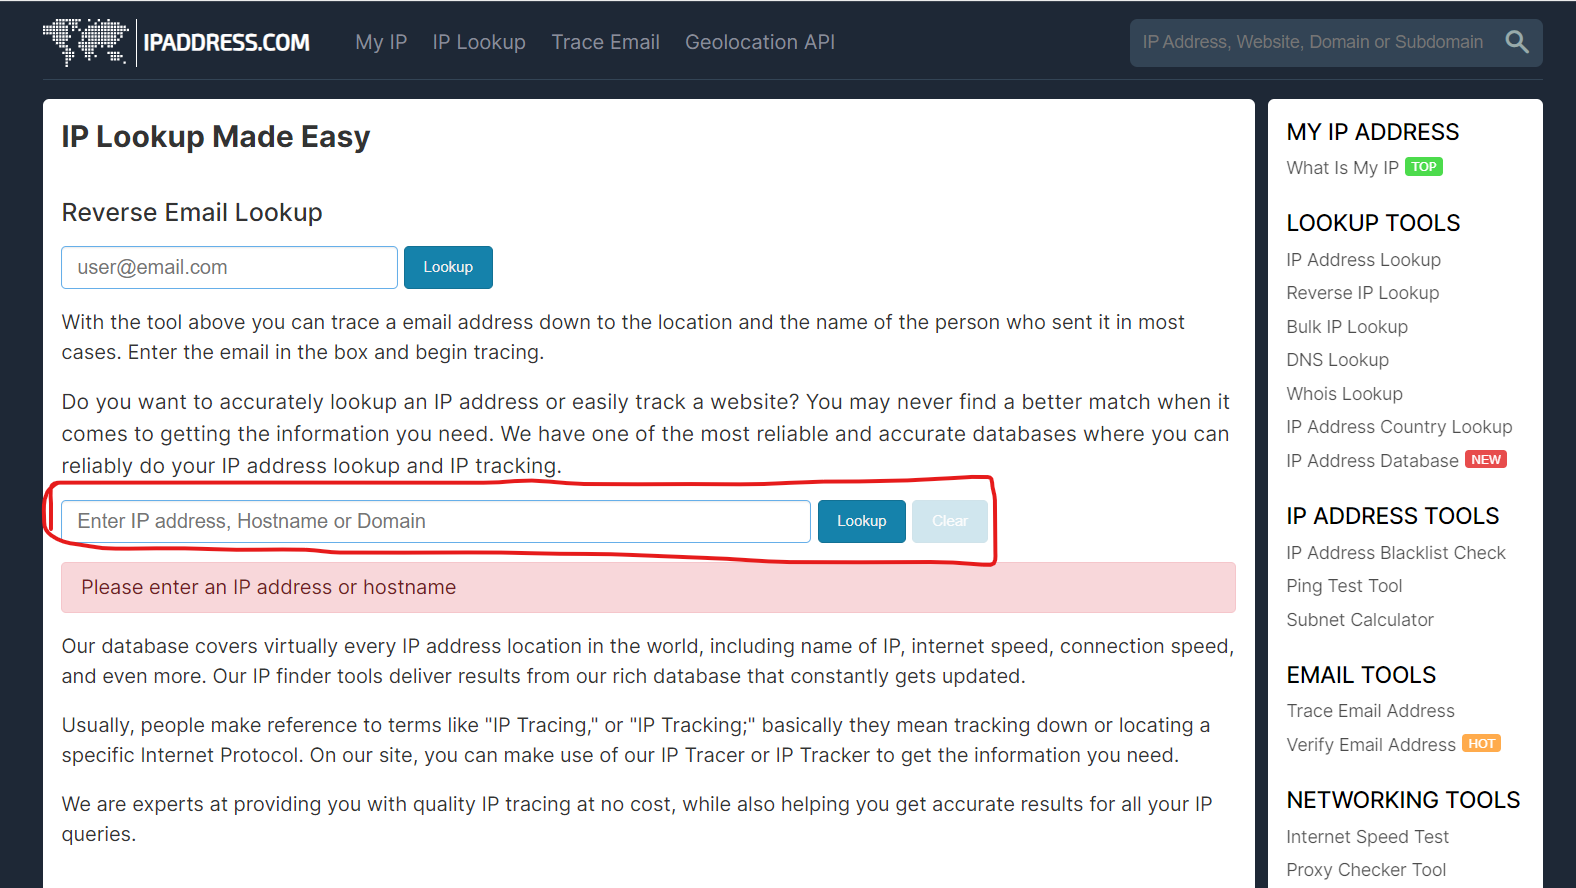 IPADDRESS.COM
My IP
IP Lookup
Trace Email
Geolocation API
IP Address, Website, Domain or Subdomain
IP Lookup Made Easy
Reverse Email Lookup
user@email.com
Lookup
With the tool above you can trace a email address down to the location and the name of the person who sent it in most
cases. Enter the email in the box and begin tracing.
Do you want to accurately lookup an IP address or easily track a website? You may never find a better match when it
comes to getting the information you need. We have one of the most reliable and accurate databases where you can
reliably do your IP address lookup and IP tracking.
Enter IP address, Hostname or Domain
Lookup
Clear
Please enter an IP address or hostname
Our database covers virtually every IP address location in the world, including name of IP, internet speed, connection speed,
and even more. Our IP finder tools deliver results from our rich database that constantly gets updated.
Usually, people make reference to terms like "IP Tracing," or "IP Tracking;" basically they mean tracking down or locating a
specific Internet Protocol. On our site, you can make use of our IP Tracer or IP Tracker to get the information you need.
We are experts at providing you with quality IP tracing at no cost, while also helping you get accurate results for all your IP
queries.
MY IP ADDRESS
What Is My IP TOP
LOOKUP TOOLS
IP Address Lookup
Reverse IP Lookup
Bulk IP Lookup
DNS Lookup
Whois Lookup
IP Address Country Lookup
IP Address Database NEW
IP ADDRESS TOOLS
IP Address Blacklist Check
Ping Test Tool
Subnet Calculator
EMAIL TOOLS
Trace Email Address
Verify Email Address HOT
NETWORKING TOOLS
Internet Speed Test
Proxy Checker Tool